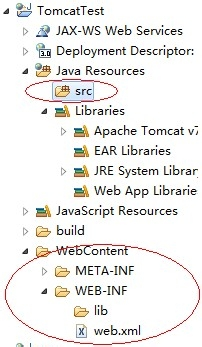 TomcatTest
JAX-WS Web Services
Deployment Descriptor:
Java Resources
src
Libraries
Apache Tomcat v7
EAR Libraries
JRE System Library
Web App Libraries
JavaScript Resources
build
WebContent
META-INF
WEB-INF
lib
web.xml